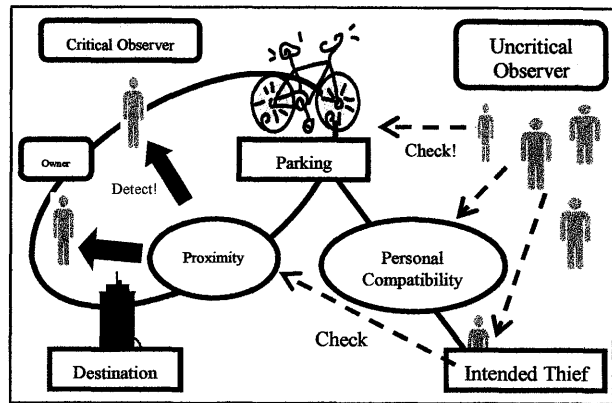 Critical Observer
Uncritical
Observer
Parking
Check!
Owner
Detect!
Proximity
Personal
Compatibility
Check
Destination
Intended Thief